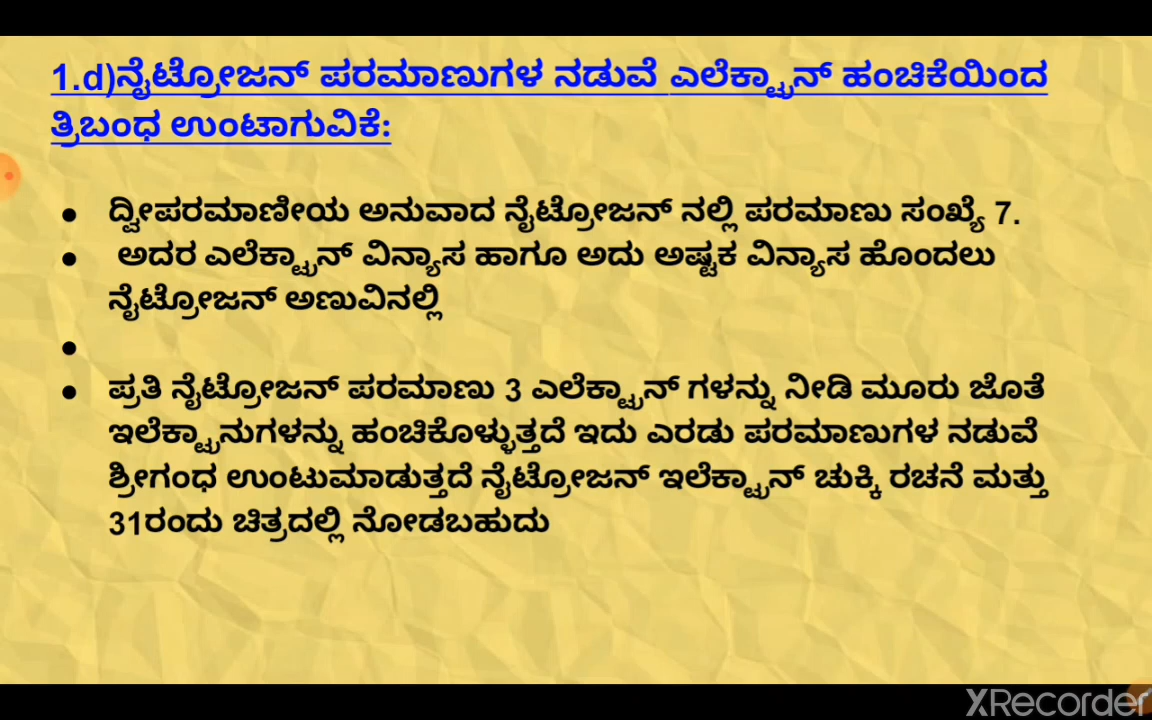 1.d)ನೈಟ್ರೋಜನ್ ಪರಮಾಣುಗಳ ನಡುವೆ ಎಲೆಕ್ಟ್ರಾನ್ ಹಂಚಿಕೆಯಿಂದ
ತ್ರಿಬಂಧ ಉಂಟಾಗುವಿಕೆ:
● ದ್ವೀಪರಮಾಣೀಯ ಅನುವಾದ ನೈಟ್ರೋಜನ್ ನಲ್ಲಿ ಪರಮಾಣು ಸಂಖ್ಯೆ 7.
● ಅದರ ಎಲೆಕ್ಟ್ರಾನ್ ವಿನ್ಯಾಸ ಹಾಗೂ ಅದು ಅಷ್ಟಕ ವಿನ್ಯಾಸ ಹೊಂದಲು
ನೈಟ್ರೋಜನ್ ಅಣುವಿನಲ್ಲಿ
●
● ಪ್ರತಿ ನೈಟ್ರೋಜನ್ ಪರಮಾಣು 3 ಎಲೆಕ್ಟ್ರಾನ್ ಗಳನ್ನು ನೀಡಿ ಮೂರು ಜೊತೆ
ಇಲೆಕ್ಟ್ರಾನುಗಳನ್ನು ಹಂಚಿಕೊಳ್ಳುತ್ತದೆ ಇದು ಎರಡು ಪರಮಾಣುಗಳ ನಡುವೆ
ಶ್ರೀಗಂಧ ಉಂಟುಮಾಡುತ್ತದೆ ನೈಟ್ರೋಜನ್ ಇಲೆಕ್ಟ್ರಾನ್ ಚುಕ್ಕಿ ರಚನೆ ಮತ್ತು
31ರಂದು ಚಿತ್ರದಲ್ಲಿ ನೋಡಬಹುದು
XRecorder